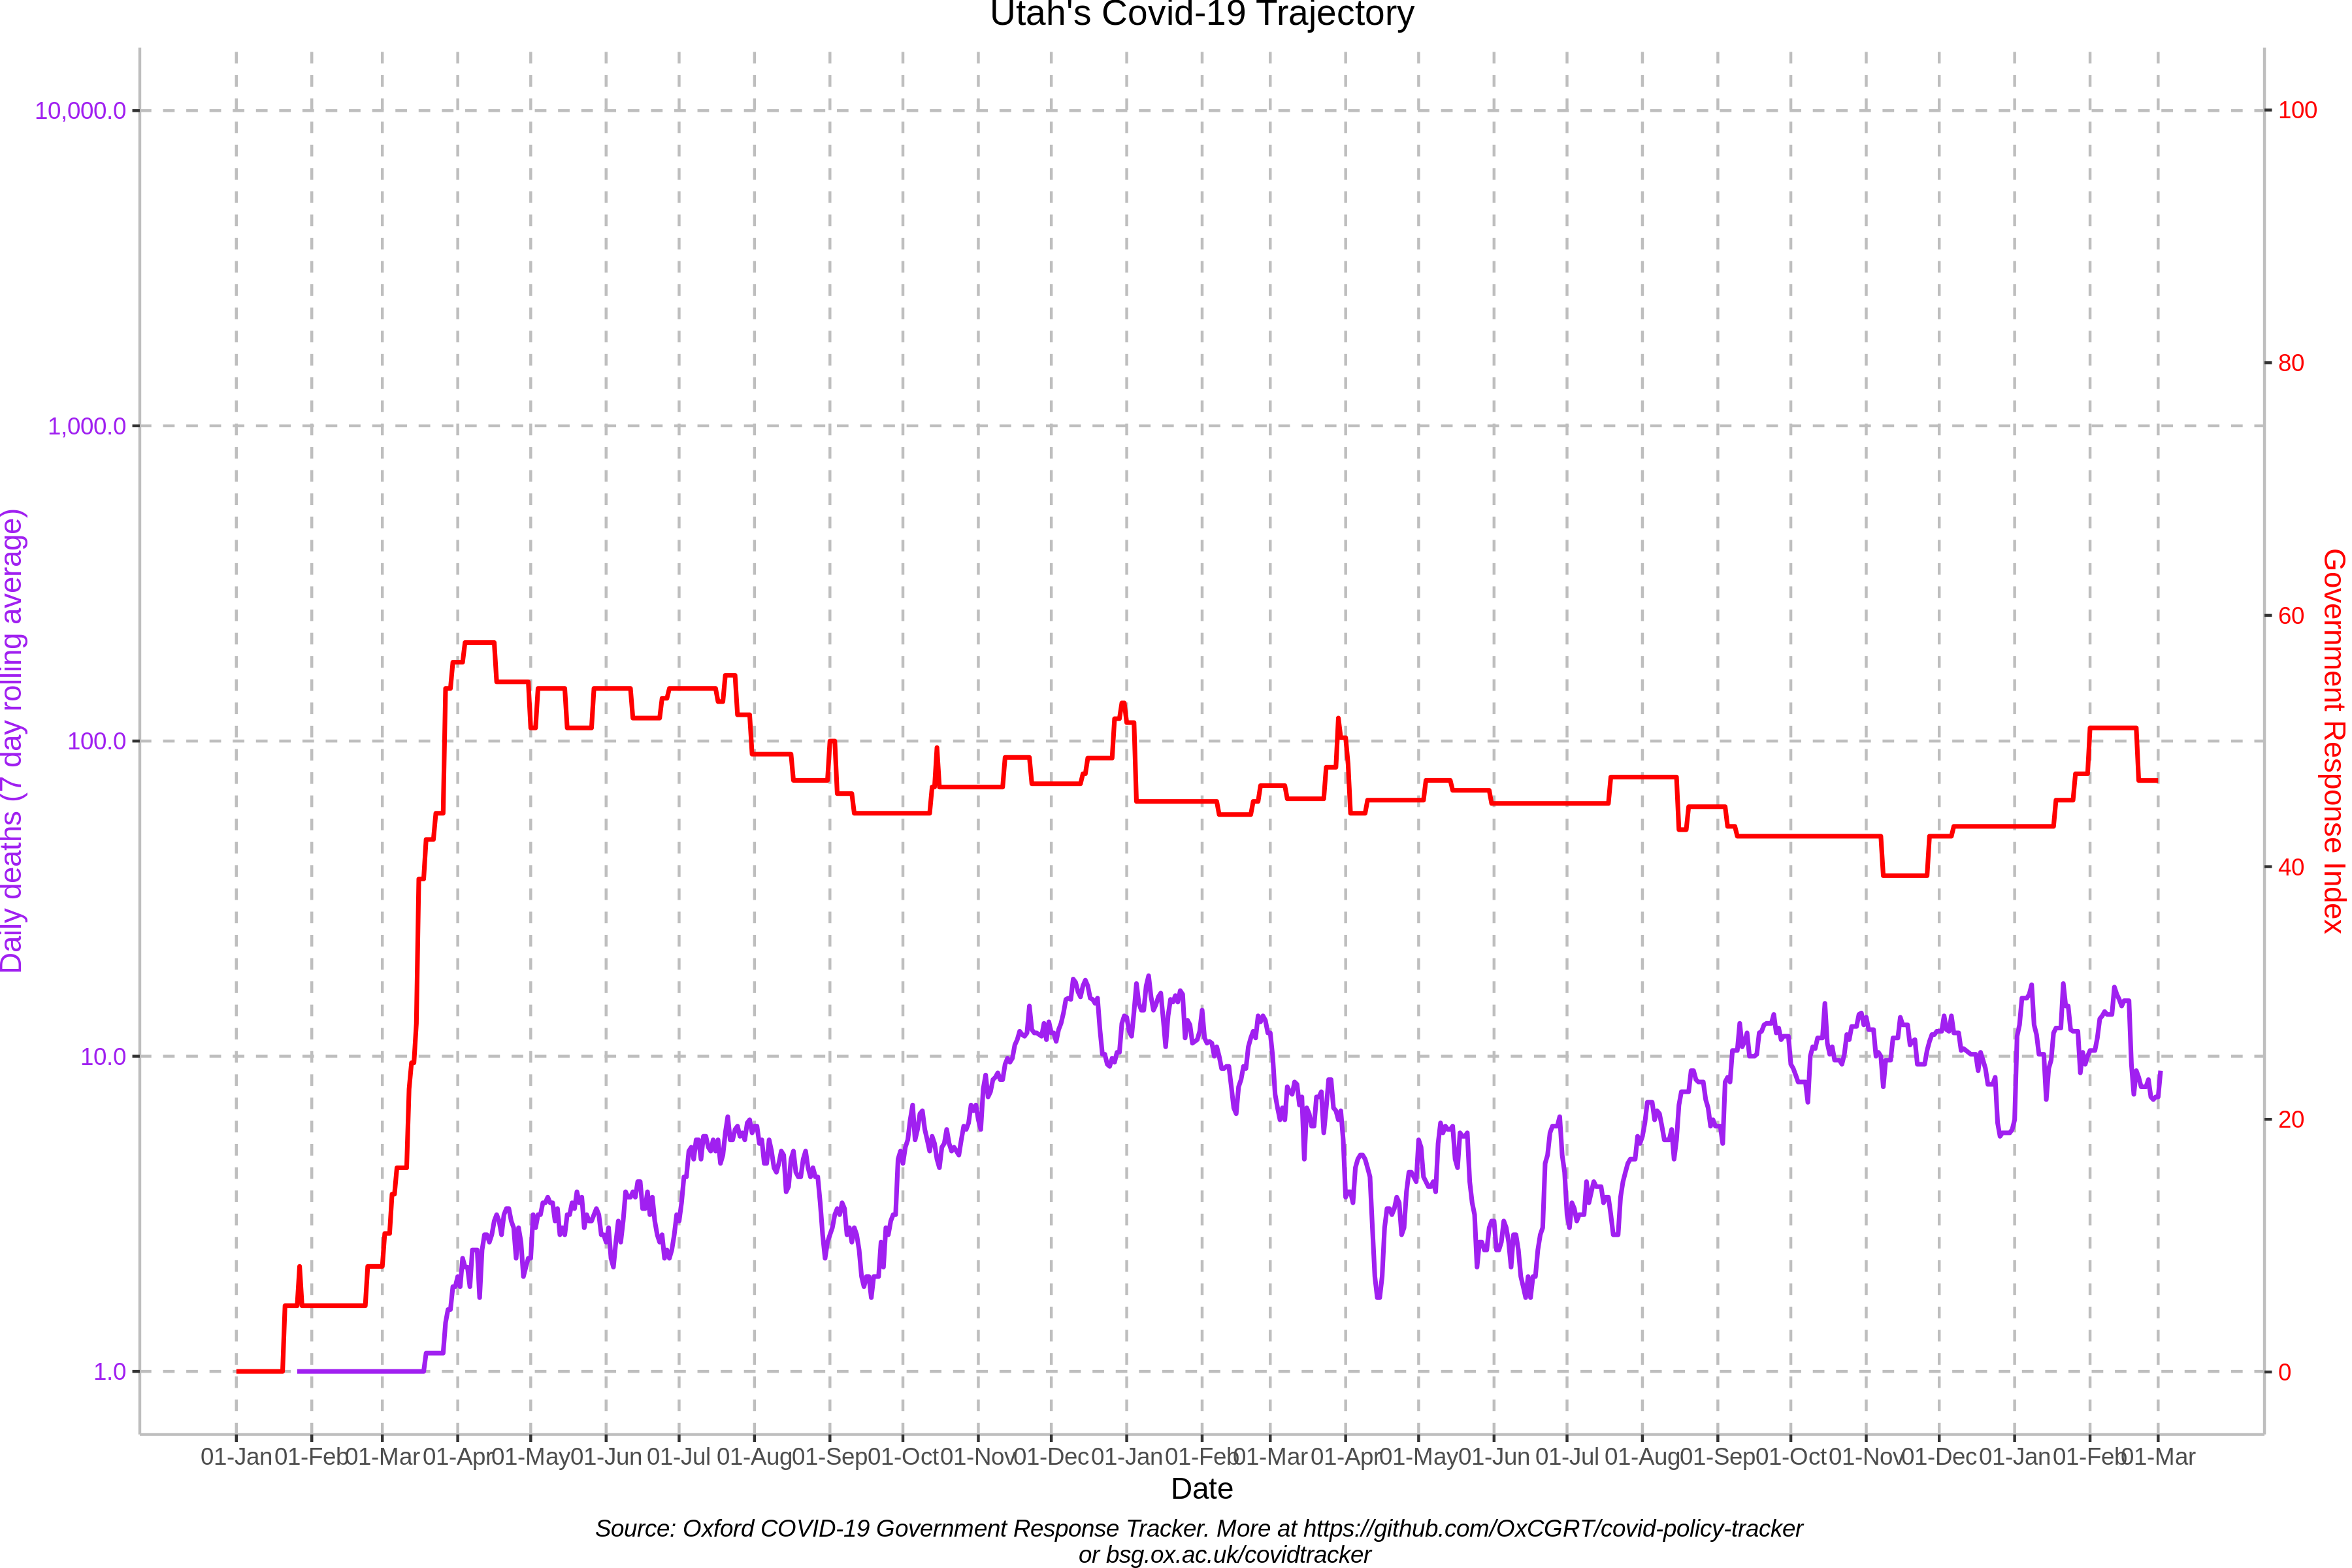 Utah's Covid-19 Trajectory
10,000.0
1,000.0
100.0
10.0
1.0
Daily deaths (7 day rolling average)
100
80
60
40
20
0
Government Response Index
01-Jan 01-Feb 01-Mar 01-Apr 01-May 01-Jun 01-Jul 01-Aug 01-Sep 01-Oct 01-Nov 01-Dec 01-Jan 01-Feb 01-Mar 01-Apr 01-May 01-Jun 01-Jul 01-Aug 01-Sep 01-Oct 01-Nov 01-Dec 01-Jan 01-Feb 01-Mar
Date
Source: Oxford COVID-19 Government Response Tracker. More at https://github.com/OxCGRT/covid-policy-tracker
or bsg.ox.ac.uk/covidtracker